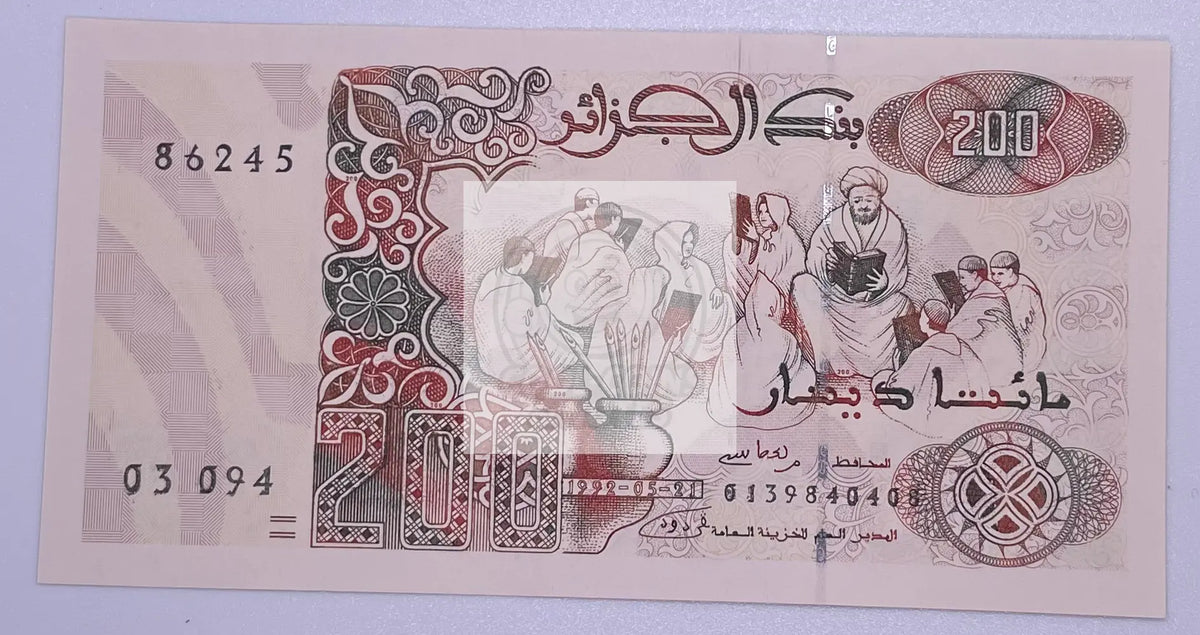 بنك الجزائر
200
86245
مائتا دينار
03 094
200
المحافظ
1992-05-21
0139840408
المدير العام للخزينة العامة